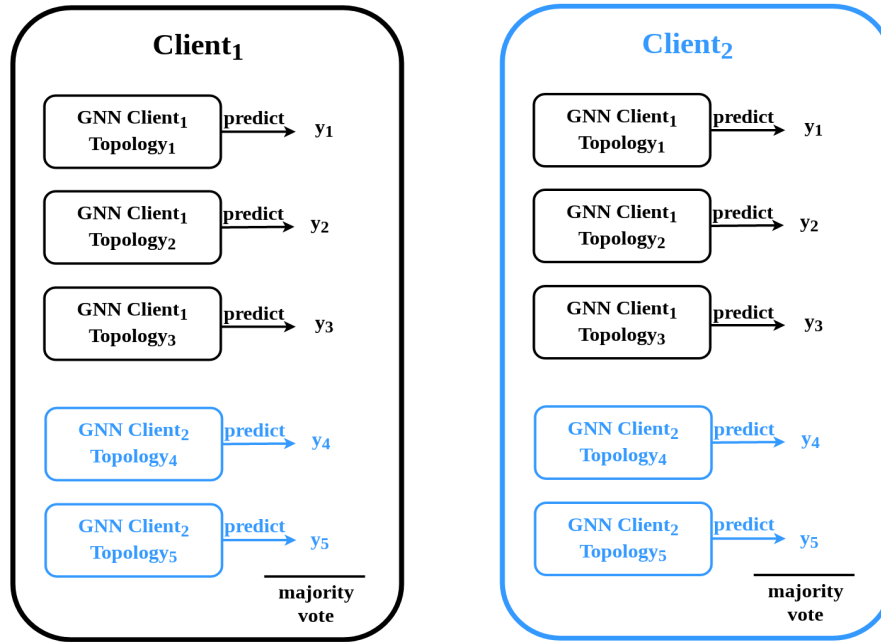 Client₁
GNN Client₁
Topology₁
predict
y₁
GNN Client₁
Topology₂
predict
y₂
GNN Client₁
Topology₃
predict
y₃
GNN Client₂
Topology₄
predict
y₄
GNN Client₂
Topology₅
predict
y₅
majority
vote
Client₂
GNN Client₁
Topology₁
predict
y₁
GNN Client₁
Topology₂
predict
y₂
GNN Client₁
Topology₃
predict
y₃
GNN Client₂
Topology₄
predict
y₄
GNN Client₂
Topology₅
predict
y₅
majority
vote